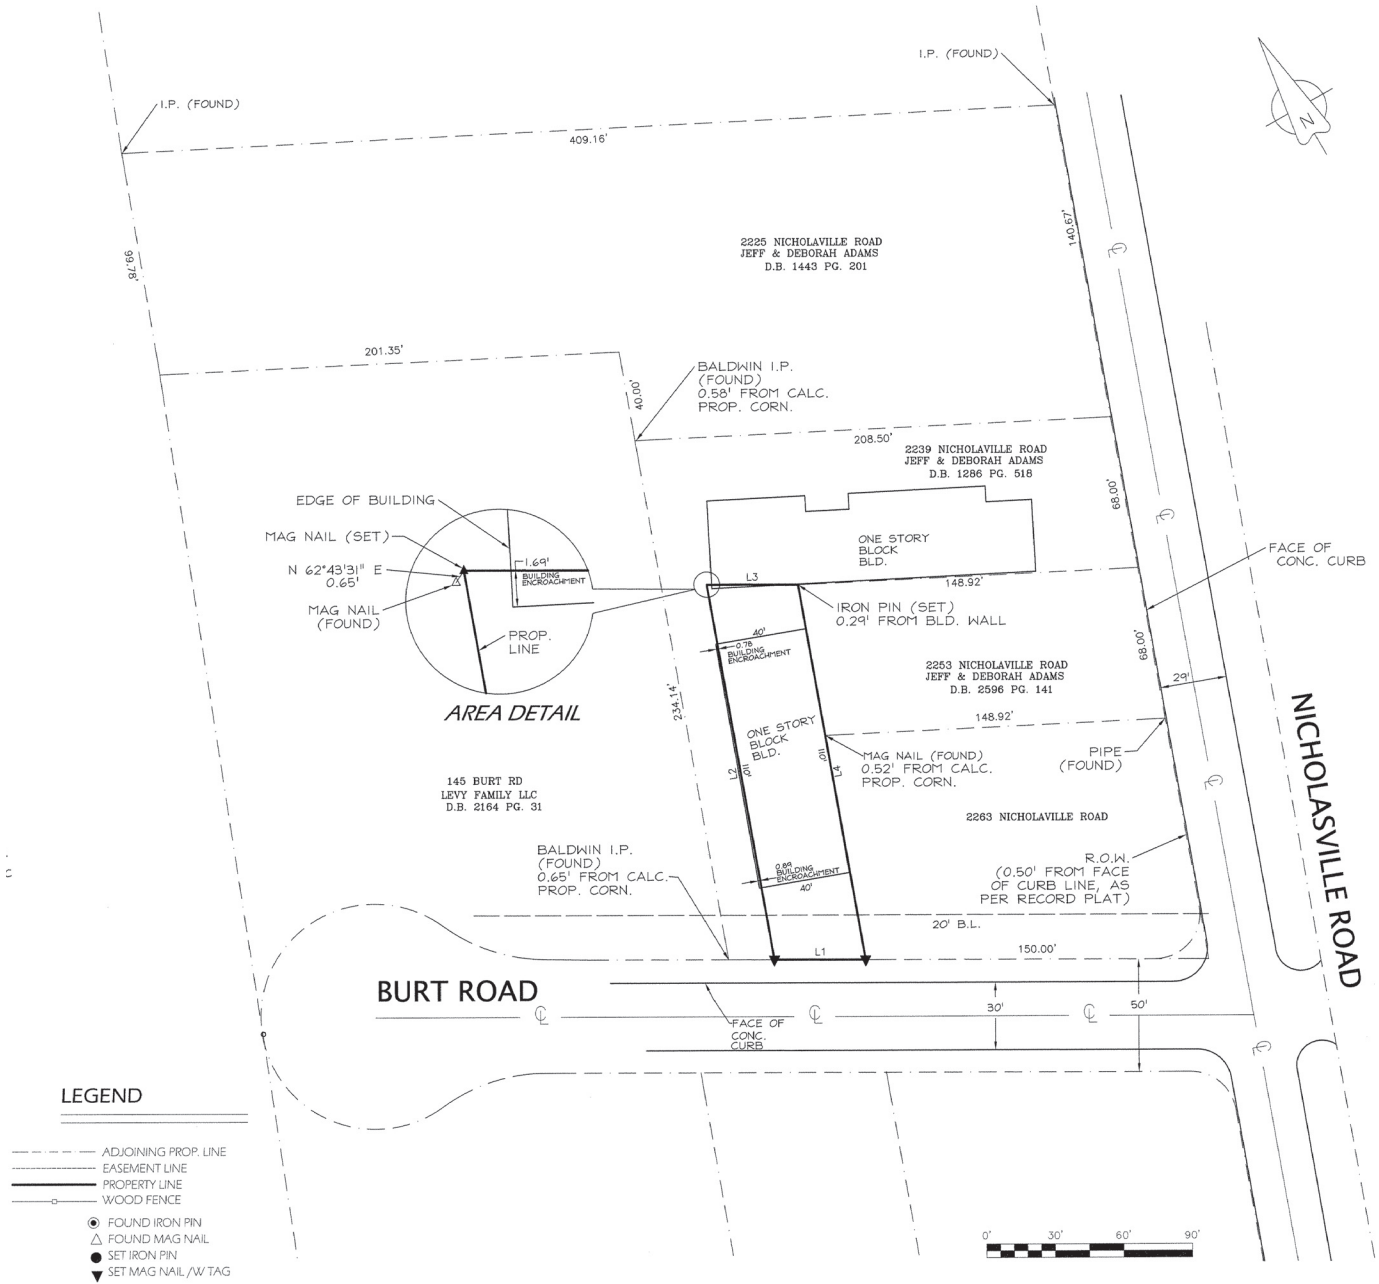 I.P. (FOUND)
I.P. (FOUND)
409.16'
N
140.67'
2225 NICHOLAVILLE ROAD
JEFF & DEBORAH ADAMS
D.B. 1443 PG. 201
99.78'
201.35'
40.00'
BALDWIN I.P.
(FOUND)
0.58' FROM CALC.
PROP. CORN.
208.50'
2239 NICHOLAVILLE ROAD
JEFF & DEBORAH ADAMS
D.B. 1286 PG. 518
68.00'
EDGE OF BUILDING
MAG NAIL (SET)
N 62°43'31" E
0.65'
MAG NAIL
(FOUND)
1.69'
BUILDING
ENCROACHMENT
PROP.
LINE
AREA DETAIL
ONE STORY
BLOCK
BLD.
FACE OF
CONC. CURB
L3
148.92'
IRON PIN (SET)
0.29' FROM BLD. WALL
40'
0.78
BUILDING
ENCROACHMENT
68.00'
2253 NICHOLAVILLE ROAD
JEFF & DEBORAH ADAMS
D.B. 2596 PG. 141
29'
234.14'
148.92'
ONE STORY
BLOCK
BLD.
110'
L2
110'
L4
MAG NAIL (FOUND)
0.52' FROM CALC.
PROP. CORN.
PIPE
(FOUND)
NICHOLASVILLE ROAD
145 BURT RD
LEVY FAMILY LLC
D.B. 2164 PG. 31
2263 NICHOLAVILLE ROAD
BALDWIN I.P.
(FOUND)
0.65' FROM CALC.
PROP. CORN.
0.89
BUILDING
ENCROACHMENT
40'
R.O.W.
(0.50' FROM FACE
OF CURB LINE, AS
PER RECORD PLAT)
20' B.L.
L1
150.00'
BURT ROAD
30'
50'
FACE OF
CONC.
CURB
LEGEND
ADJOINING PROP. LINE
EASEMENT LINE
PROPERTY LINE
WOOD FENCE
FOUND IRON PIN
FOUND MAG NAIL
SET IRON PIN
SET MAG NAIL /W TAG
0' 30' 60' 90'